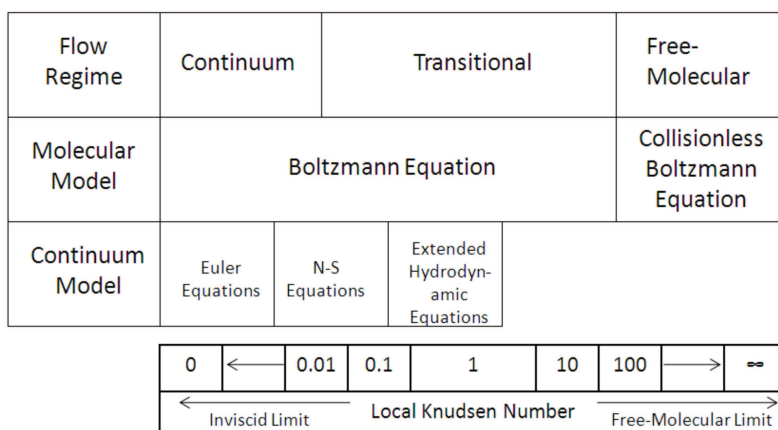 Flow
Regime
Continuum
Transitional
Free-
Molecular
Molecular
Model
Boltzmann Equation
Collisionless
Boltzmann
Equation
Continuum
Model
Euler
Equations
N-S
Equations
Extended
Hydrodyn-
amic
Equations
0 0.01 0.1 1 10 100 ∞
Inviscid Limit Local Knudsen Number Free-Molecular Limit